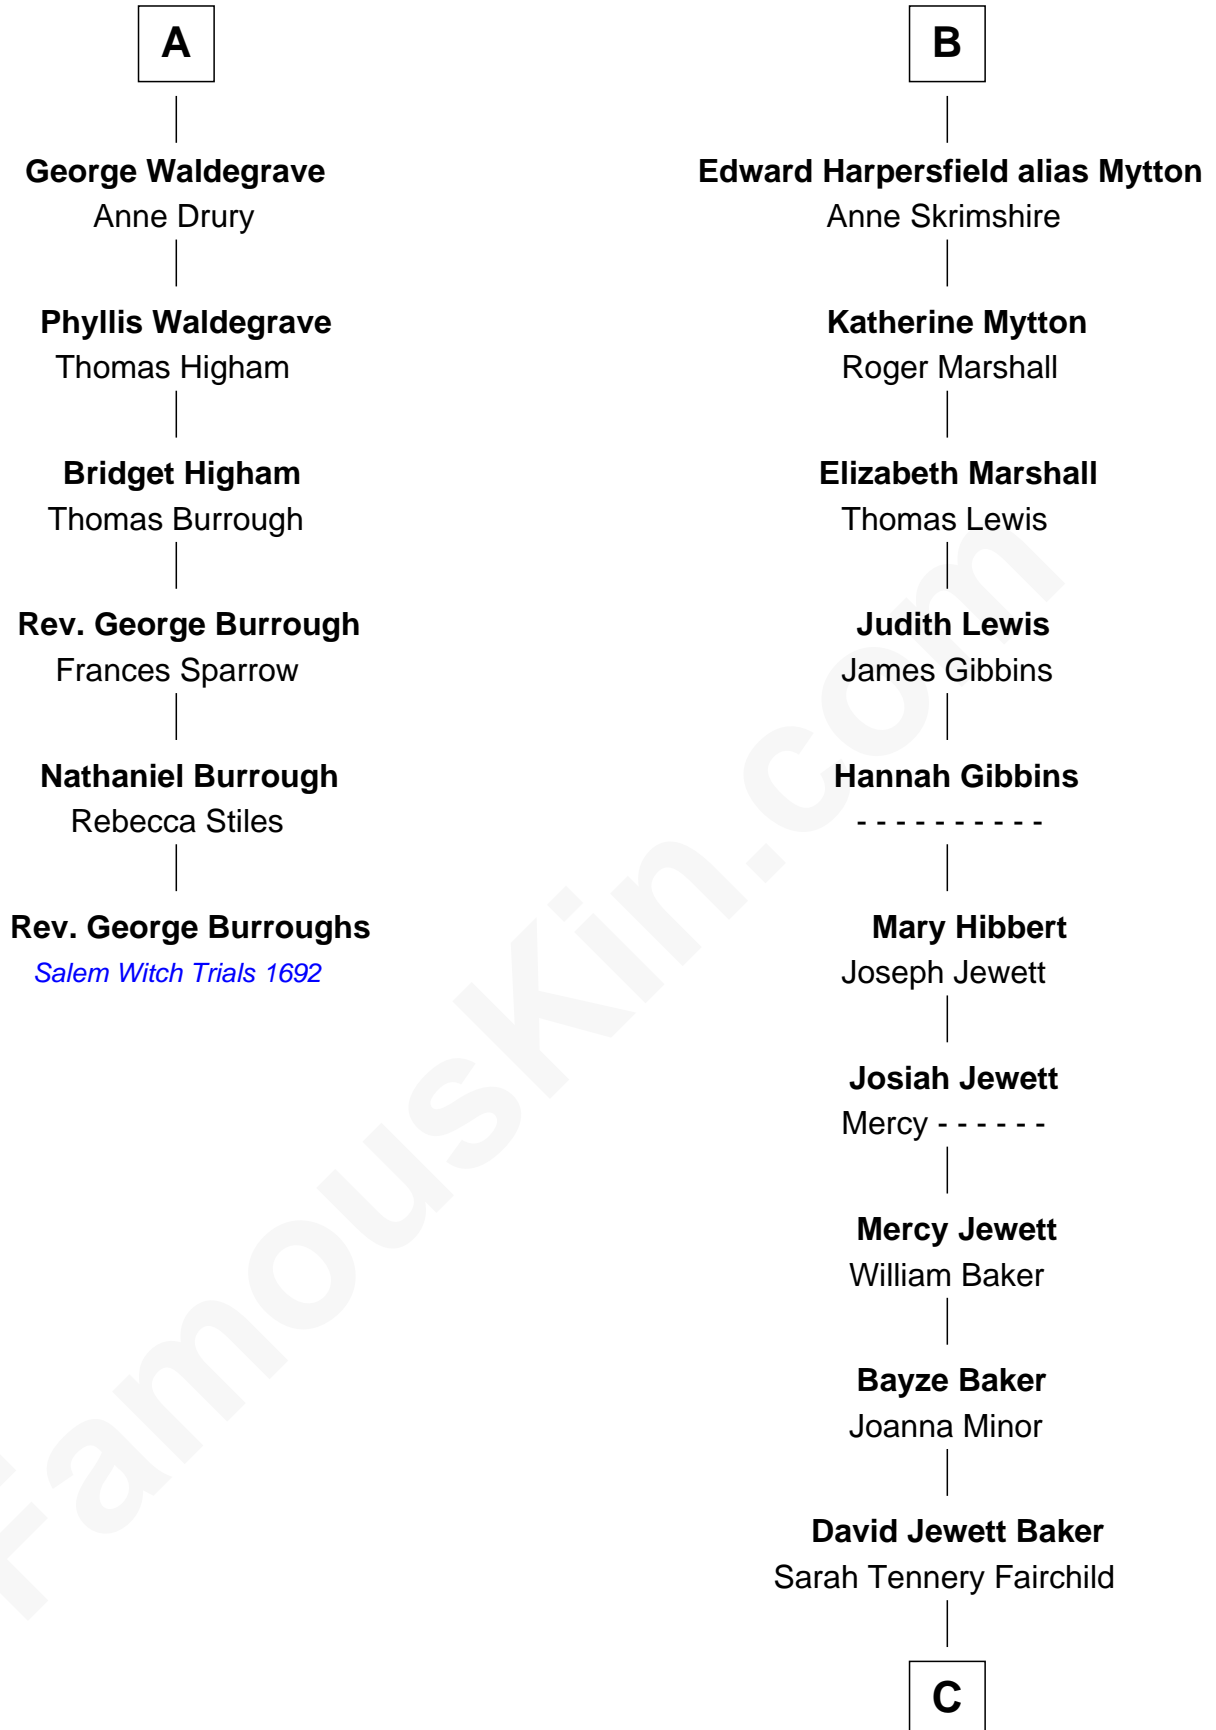 A
George Waldegrave
Anne Drury
Phyllis Waldegrave
Thomas Higham
Bridget Higham
Thomas Burrough
Rev. George Burrough
Frances Sparrow
Nathaniel Burrough
Rebecca Stiles
Rev. George Burroughs
Salem Witch Trials 1692
B
Edward Harpersfield alias Mytton
Anne Skrimshire
Katherine Mytton
Roger Marshall
Elizabeth Marshall
Thomas Lewis
Judith Lewis
James Gibbins
Hannah Gibbins
- - - - - - - - - -
Mary Hibbert
Joseph Jewett
Josiah Jewett
Mercy - - - - - -
Mercy Jewett
William Baker
Bayze Baker
Joanna Minor
David Jewett Baker
Sarah Tennery Fairchild
C
FamousKin.com